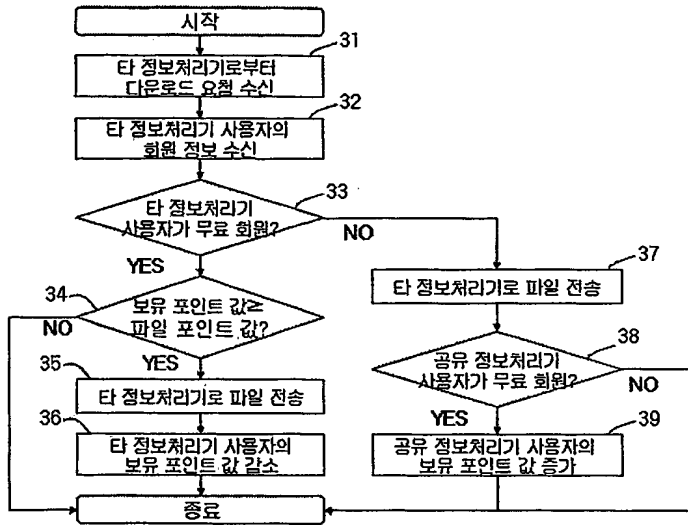 시작
31
타 정보처리기로부터
다운로드 요청 수신
32
타 정보처리기 사용자의
회원 정보 수신
33
타 정보처리기
사용자가 무료 회원?
NO
YES
34
보유 포인트 값≥
파일 포인트 값?
NO
YES
35
타 정보처리기로 파일 전송
36
타 정보처리기 사용자의
보유 포인트 값 감소
37
타 정보처리기로 파일 전송
38
공유 정보처리기
사용자가 무료 회원?
NO
YES
39
공유 정보처리기 사용자의
보유 포인트 값 증가
종료